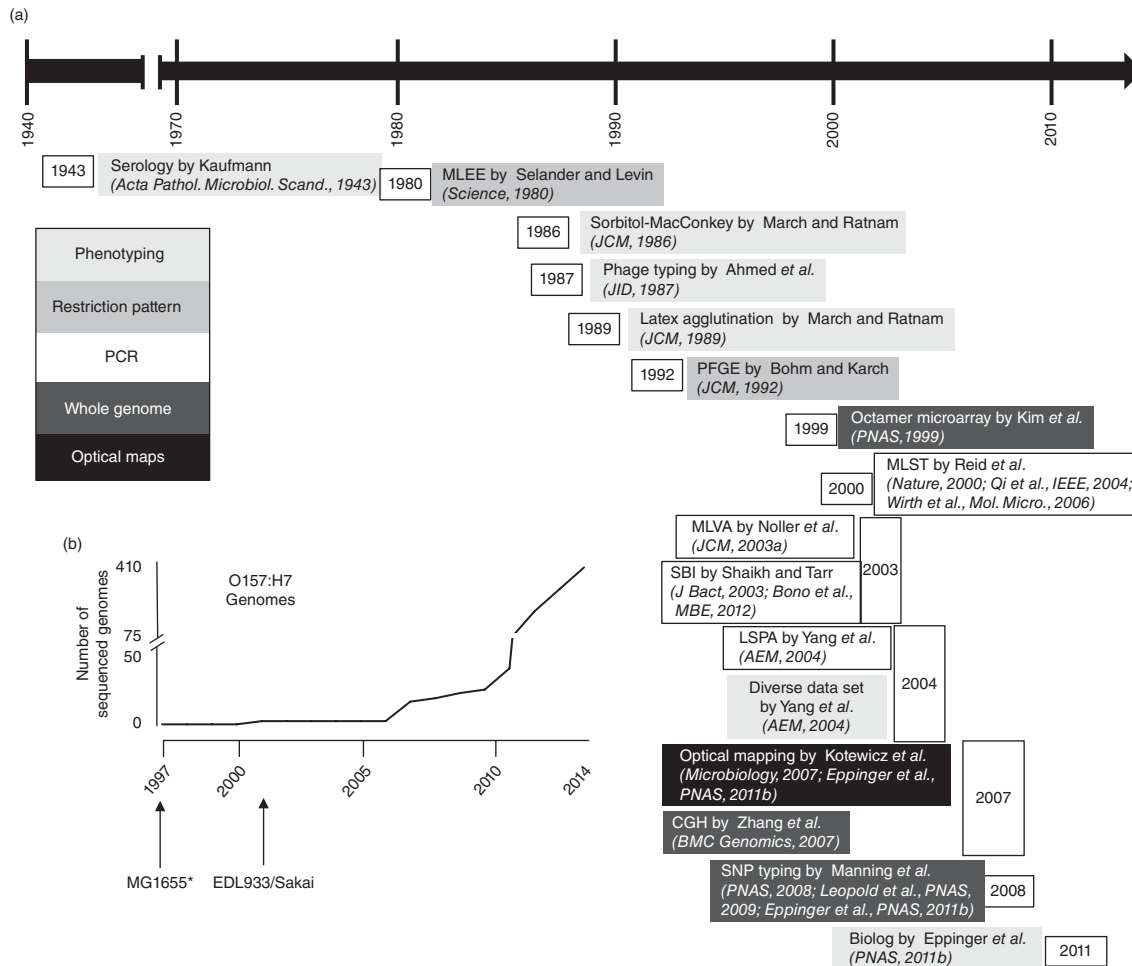 (a)
1940
1970
1980
1990
2000
2010
1943
Serology by Kaufmann
(Acta Pathol. Microbiol. Scand., 1943)
1980
MLEE by Selander and Levin
(Science, 1980)
1986
Sorbitol-MacConkey by March and Ratnam
(JCM, 1986)
1987
Phage typing by Ahmed et al.
(JID, 1987)
1989
Latex agglutination by March and Ratnam
(JCM, 1989)
1992
PFGE by Bohm and Karch
(JCM, 1992)
1999
Octamer microarray by Kim et al.
(PNAS,1999)
2000
MLST by Reid et al.
(Nature, 2000; Qi et al., IEEE, 2004;
Wirth et al., Mol. Micro., 2006)
MLVA by Noller et al.
(JCM, 2003a)
SBI by Shaikh and Tarr
(J Bact, 2003; Bono et al.,
MBE, 2012)
2003
LSPA by Yang et al.
(AEM, 2004)
Diverse data set
by Yang et al.
(AEM, 2004)
2004
Optical mapping by Kotewicz et al.
(Microbiology, 2007; Eppinger et al.,
PNAS, 2011b)
CGH by Zhang et al.
(BMC Genomics, 2007)
2007
SNP typing by Manning et al.
(PNAS, 2008; Leopold et al., PNAS,
2009; Eppinger et al., PNAS, 2011b)
2008
Biolog by Eppinger et al.
(PNAS, 2011b)
2011
Phenotyping
Restriction pattern
PCR
Whole genome
Optical maps
(b)
O157:H7
Genomes
Number of
sequenced genomes
410
75
50
0
1997
2000
2005
2010
2014
MG1655*
EDL933/Sakai